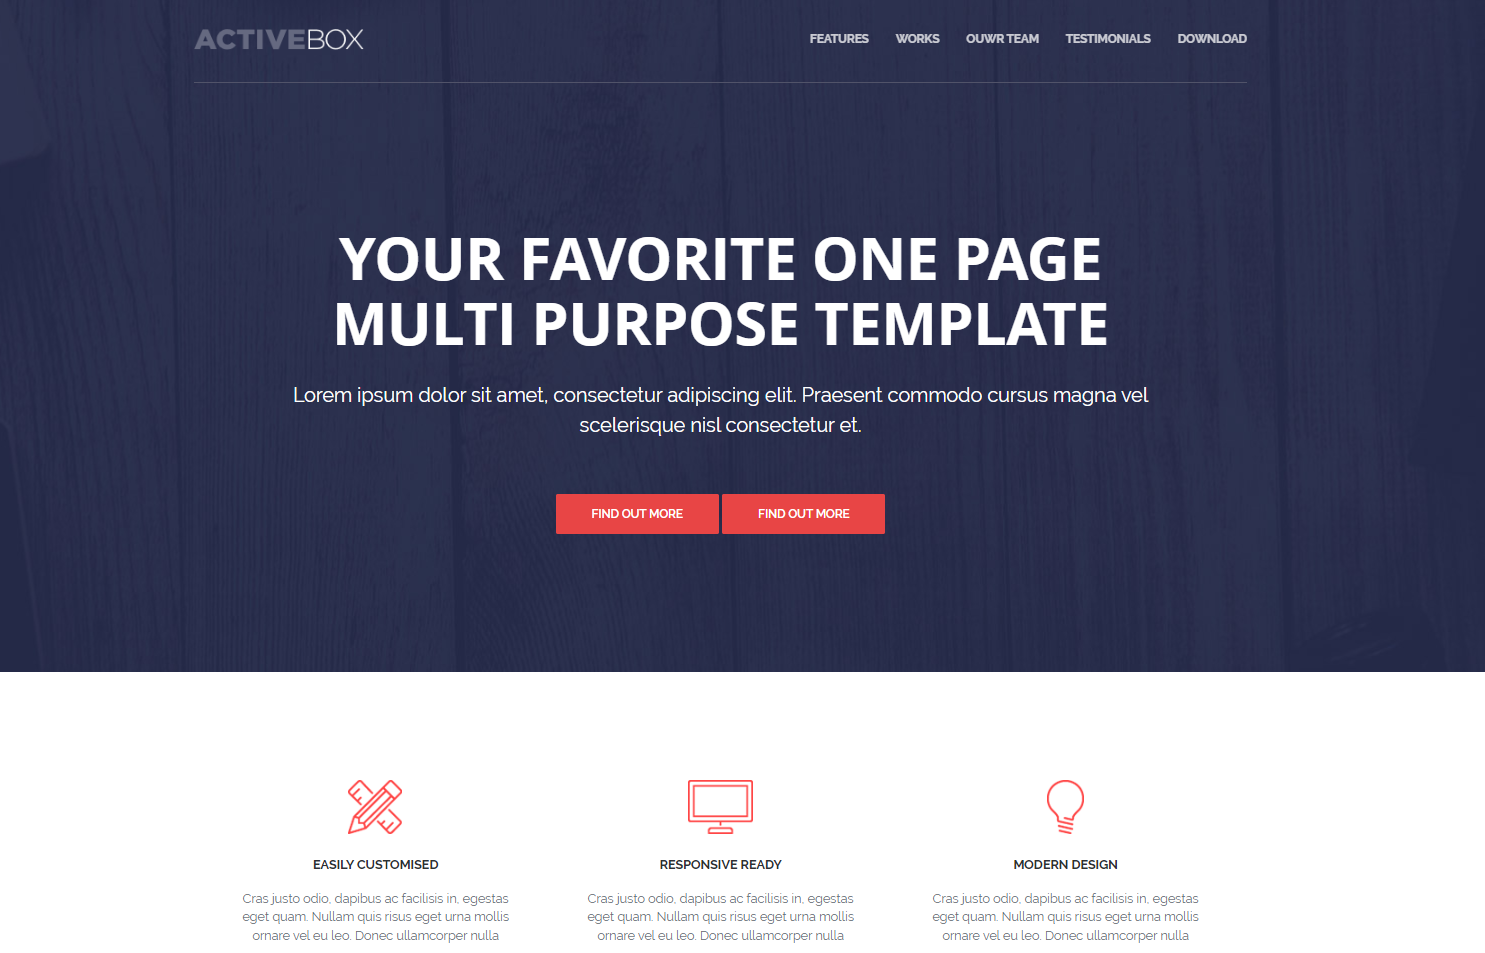 ACTIVEBOX
FEATURES WORKS OUWR TEAM TESTIMONIALS DOWNLOAD
YOUR FAVORITE ONE PAGE
MULTI PURPOSE TEMPLATE
Lorem ipsum dolor sit amet, consectetur adipiscing elit. Praesent commodo cursus magna vel
scelerisque nisl consectetur et.
FIND OUT MORE FIND OUT MORE
EASILY CUSTOMISED
Cras justo odio, dapibus ac facilisis in, egestas
eget quam. Nullam quis risus eget urna mollis
ornare vel eu leo. Donec ullamcorper nulla
RESPONSIVE READY
Cras justo odio, dapibus ac facilisis in, egestas
eget quam. Nullam quis risus eget urna mollis
ornare vel eu leo. Donec ullamcorper nulla
MODERN DESIGN
Cras justo odio, dapibus ac facilisis in, egestas
eget quam. Nullam quis risus eget urna mollis
ornare vel eu leo. Donec ullamcorper nulla